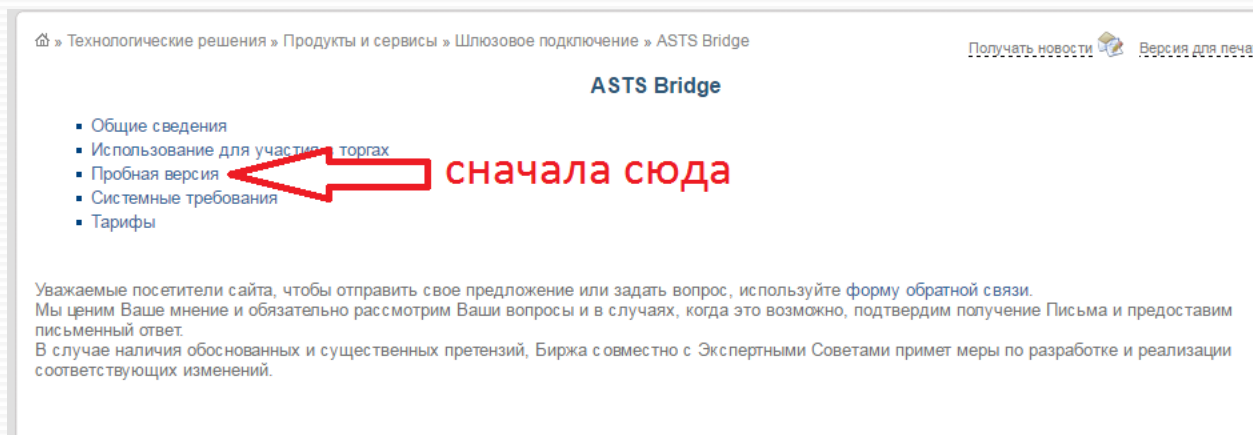 » Технологические решения » Продукты и сервисы » Шлюзовое подключение » ASTS Bridge
Получать новости Версия для печа
ASTS Bridge
Общие сведения
Использование для участия в торгах
Пробная версия
сначала сюда
Системные требования
Тарифы
Уважаемые посетители сайта, чтобы отправить свое предложение или задать вопрос, используйте форму обратной связи.
Мы ценим Ваше мнение и обязательно рассмотрим Ваши вопросы и в случаях, когда это возможно, подтвердим получение Письма и предоставим
письменный ответ.
В случае наличия обоснованных и существенных претензий, Биржа совместно с Экспертными Советами примет меры по разработке и реализации
соответствующих изменений.